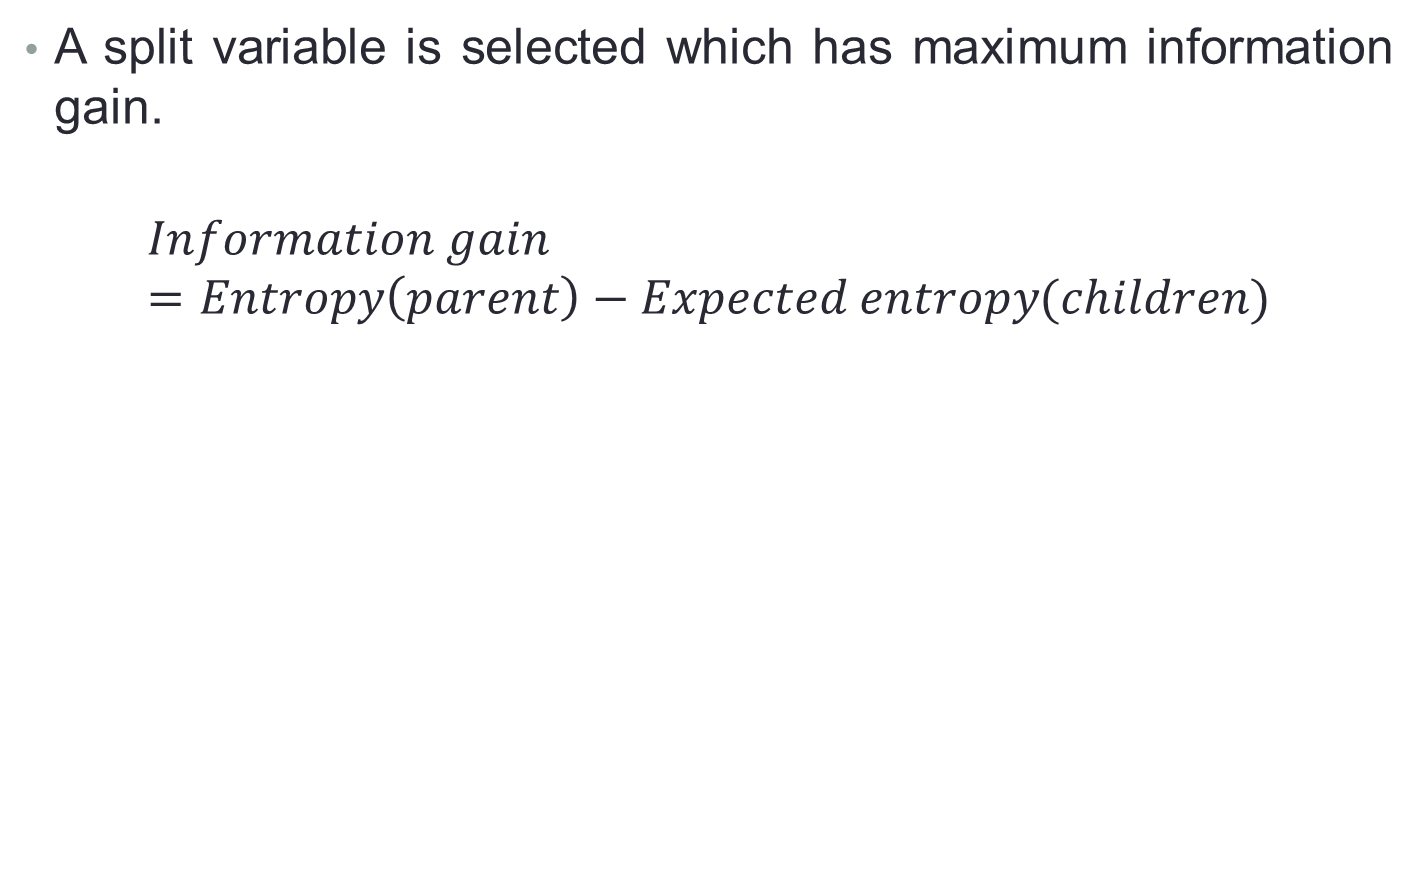 • A split variable is selected which has maximum information
gain.
Information gain
= Entropy(parent) − Expected entropy(children)